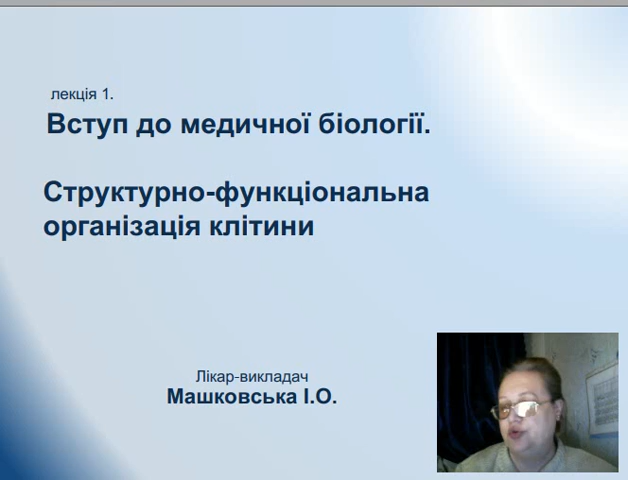 лекція 1.
Вступ до медичної біології.
Структурно-функціональна
організація клітини
Лікар-викладач
Машковська І.О.